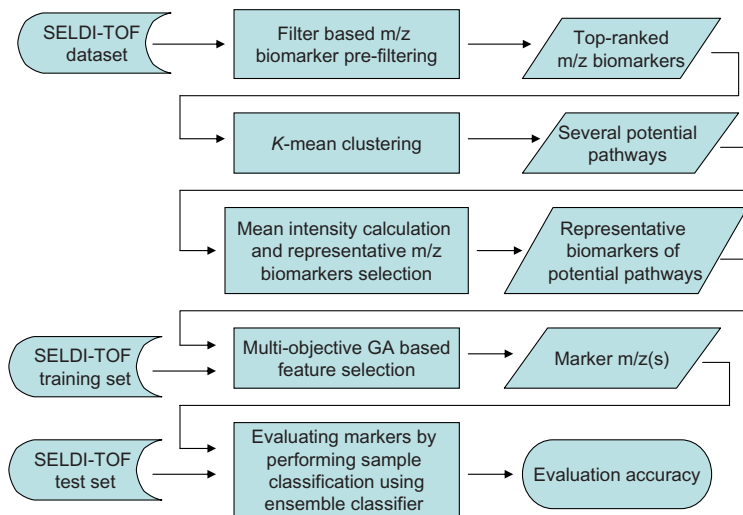 SELDI-TOF
dataset
Filter based m/z
biomarker pre-filtering
Top-ranked
m/z biomarkers
K-mean clustering
Several potential
pathways
Mean intensity calculation
and representative m/z
biomarkers selection
Representative
biomarkers of
potential pathways
SELDI-TOF
training set
Multi-objective GA based
feature selection
Marker m/z(s)
SELDI-TOF
test set
Evaluating markers by
performing sample
classification using
ensemble classifier
Evaluation accuracy